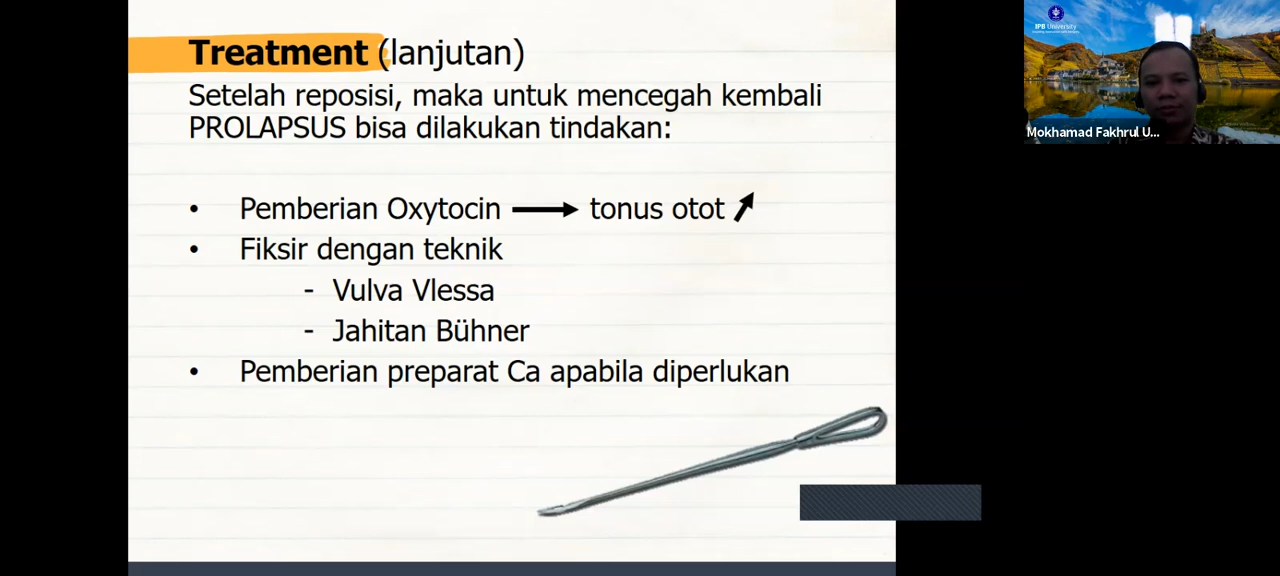 Treatment (lanjutan)
Setelah reposisi, maka untuk mencegah kembali
PROLAPSUS bisa dilakukan tindakan:
• Pemberian Oxytocin → tonus otot ↗
• Fiksir dengan teknik
- Vulva Vlessa
- Jahitan Bühner
• Pemberian preparat Ca apabila diperlukan
IPB University
Mokhamad Fakhrul U...